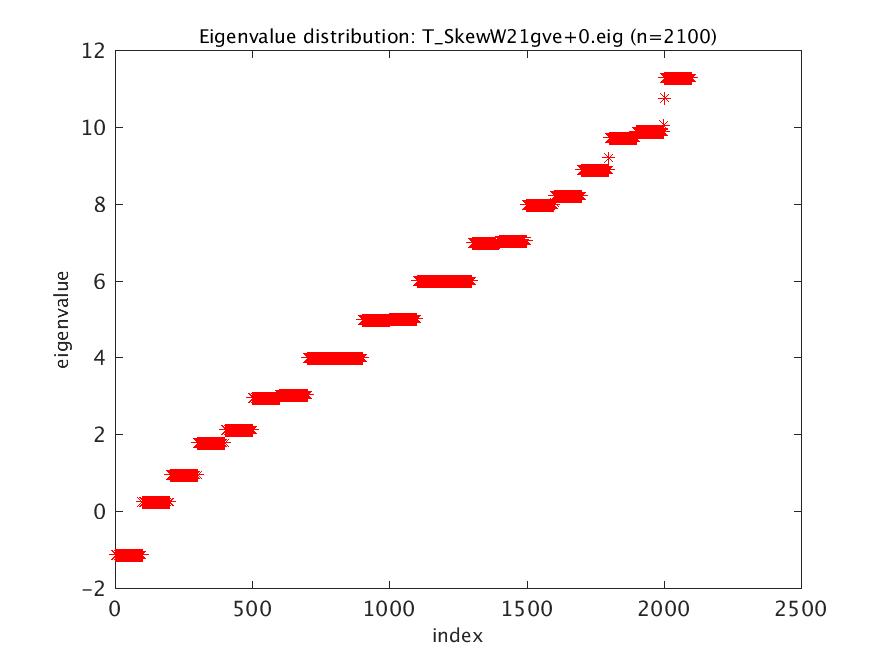 Eigenvalue distribution: T_SkewW21gve+0.eig (n=2100)
12
10
8
6
4
2
0
−2
eigenvalue
0 500 1000 1500 2000 2500
index